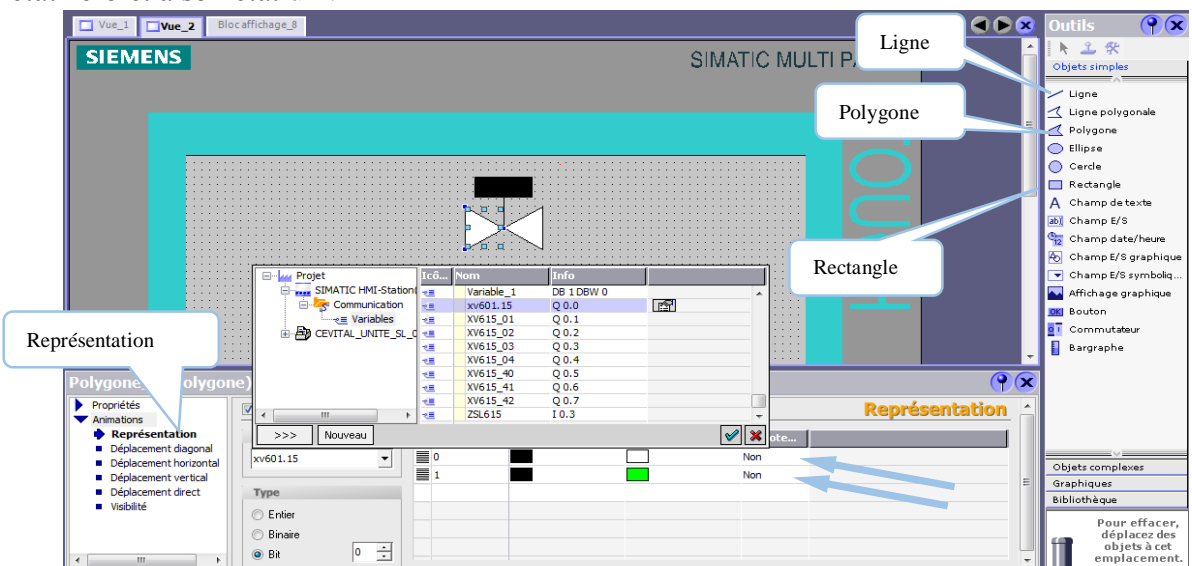 Vue_1
Vue_2
Bloc affichage_8
SIEMENS
SIMATIC MULTI P
TOUCH
Ligne
Polygone
Rectangle
Représentation
Outils
Objets simples
Ligne
Ligne polygonale
Polygone
Ellipse
Cercle
Rectangle
A Champ de texte
Champ E/S
Champ date/heure
Champ E/S graphique
Champ E/S symboliq...
Affichage graphique
OK Bouton
Commutateur
Bargraphe
Objets complexes
Graphiques
Bibliothèque
Pour effacer,
déplacez des
objets à cet
emplacement.
Projet
SIMATIC HMI-Station(
Communication
Variables
CEVITAL_UNITE_SL_C
Icô... Nom Info
Variable_1 DB 1 DBW 0
xv601.15 Q 0.0
XV615_01 Q 0.1
XV615_02 Q 0.2
XV615_03 Q 0.3
XV615_04 Q 0.4
XV615_40 Q 0.5
XV615_41 Q 0.6
XV615_42 Q 0.7
ZSL615 I 0.3
>>> Nouveau
Polygone olygone)
Propriétés
Animations
Représentation
Déplacement diagonal
Déplacement horizontal
Déplacement vertical
Déplacement direct
Visibilité
Représentation
xv601.15
Type
Entier
Binaire
Bit 0
ote...
0 Non
1 Non